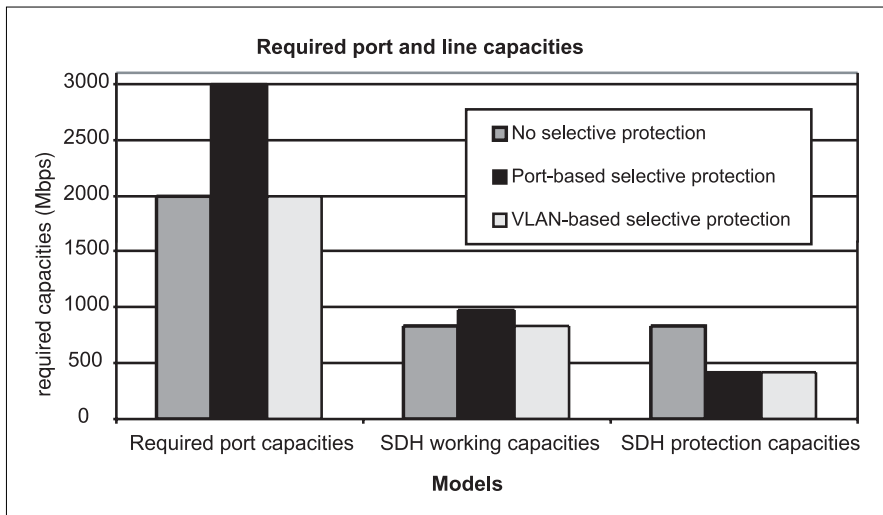 Required port and line capacities
required capacities (Mbps)
3000
2500
2000
1500
1000
500
0
No selective protection
Port-based selective protection
VLAN-based selective protection
Required port capacities
SDH working capacities
SDH protection capacities
Models